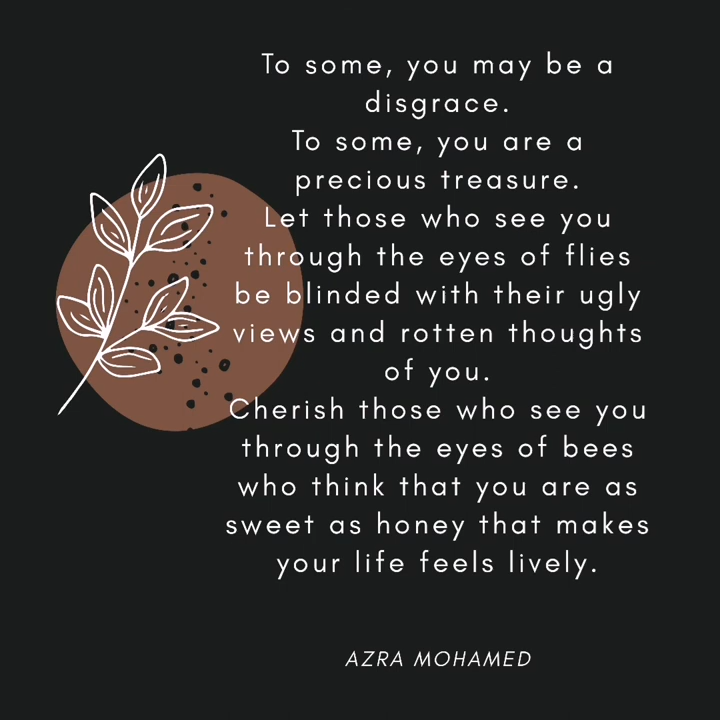 To some, you may be a
disgrace.
To some, you are a
precious treasure.
Let those who see you
through the eyes of flies
be blinded with their ugly
views and rotten thoughts
of you.
Cherish those who see you
through the eyes of bees
who think that you are as
sweet as honey that makes
your life feels lively.
AZRA MOHAMED